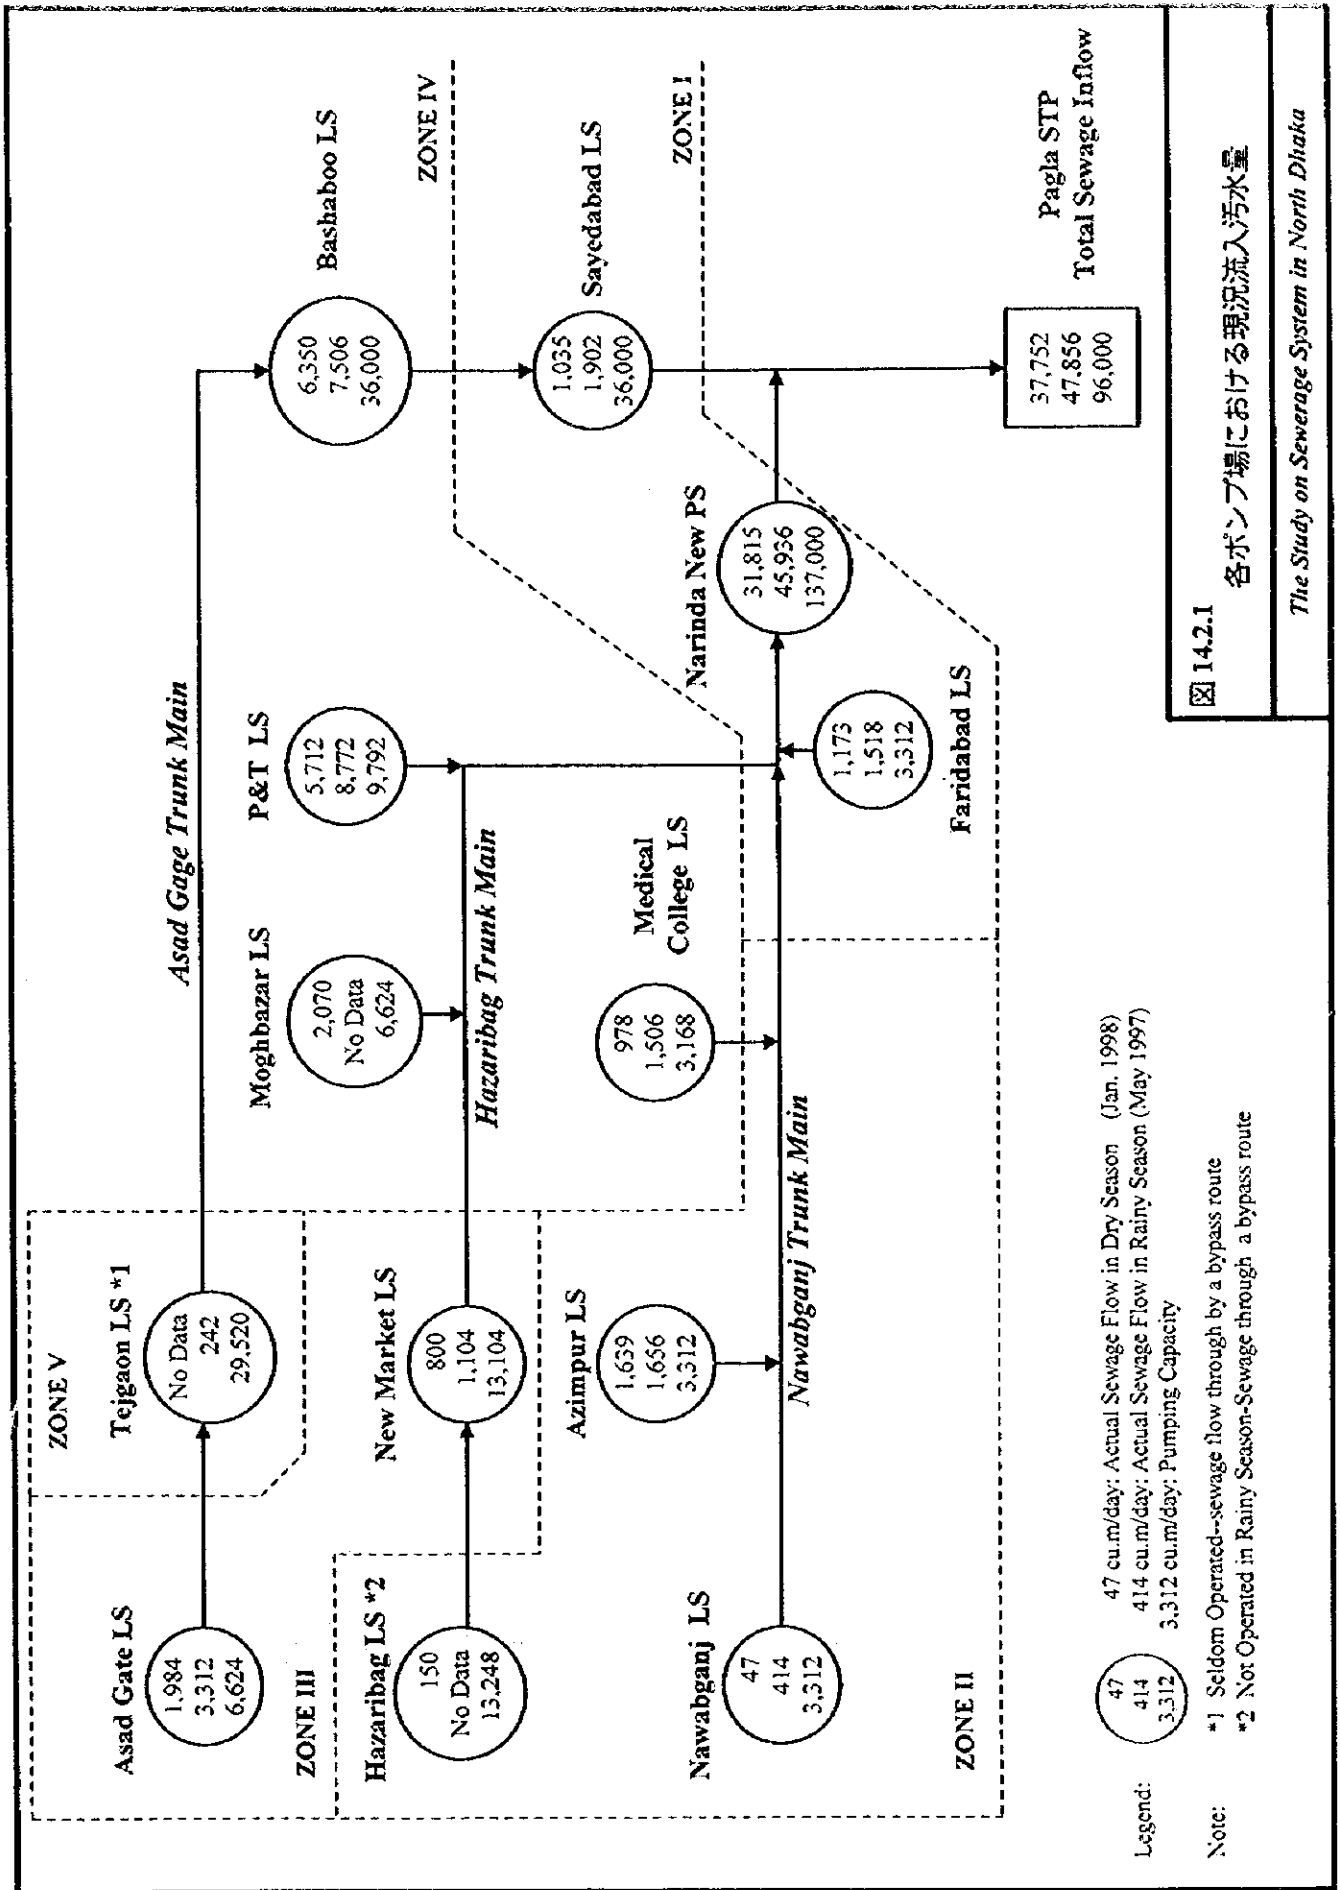 ZONE V
Asad Gate LS
1,984
3,312
6,624
Tejgaon LS *1
No Data
242
29,520
Asad Gage Trunk Main
Bashaboo LS
6,350
7,506
36,000
ZONE III
ZONE IV
Hazaribag LS *2
150
No Data
13,248
New Market LS
800
1,104
13,104
Moghbazar LS
2,070
No Data
6,624
P&T LS
5,712
8,772
9,792
Hazaribag Trunk Main
Sayedabad LS
1,035
1,902
36,000
Azimpur LS
1,639
1,656
3,312
Medical
College LS
978
1,506
3,168
Narinda New PS
31,815
45,936
137,000
ZONE I
Nawabganj LS
47
414
3,312
Nawabganj Trunk Main
Faridabad LS
1,173
1,518
3,312
ZONE II
Pagla STP
Total Sewage Inflow
37,752
47,856
96,000
Legend:
47
414
3,312
47 cu.m/day: Actual Sewage Flow in Dry Season (Jan. 1998)
414 cu.m/day: Actual Sewage Flow in Rainy Season (May 1997)
3,312 cu.m/day: Pumping Capacity
Note:
*1 Seldom Operated--sewage flow through by a bypass route
*2 Not Operated in Rainy Season-Sewage through a bypass route
図 14.2.1
各ポンプ場における現況流入汚水量
The Study on Sewerage System in North Dhaka